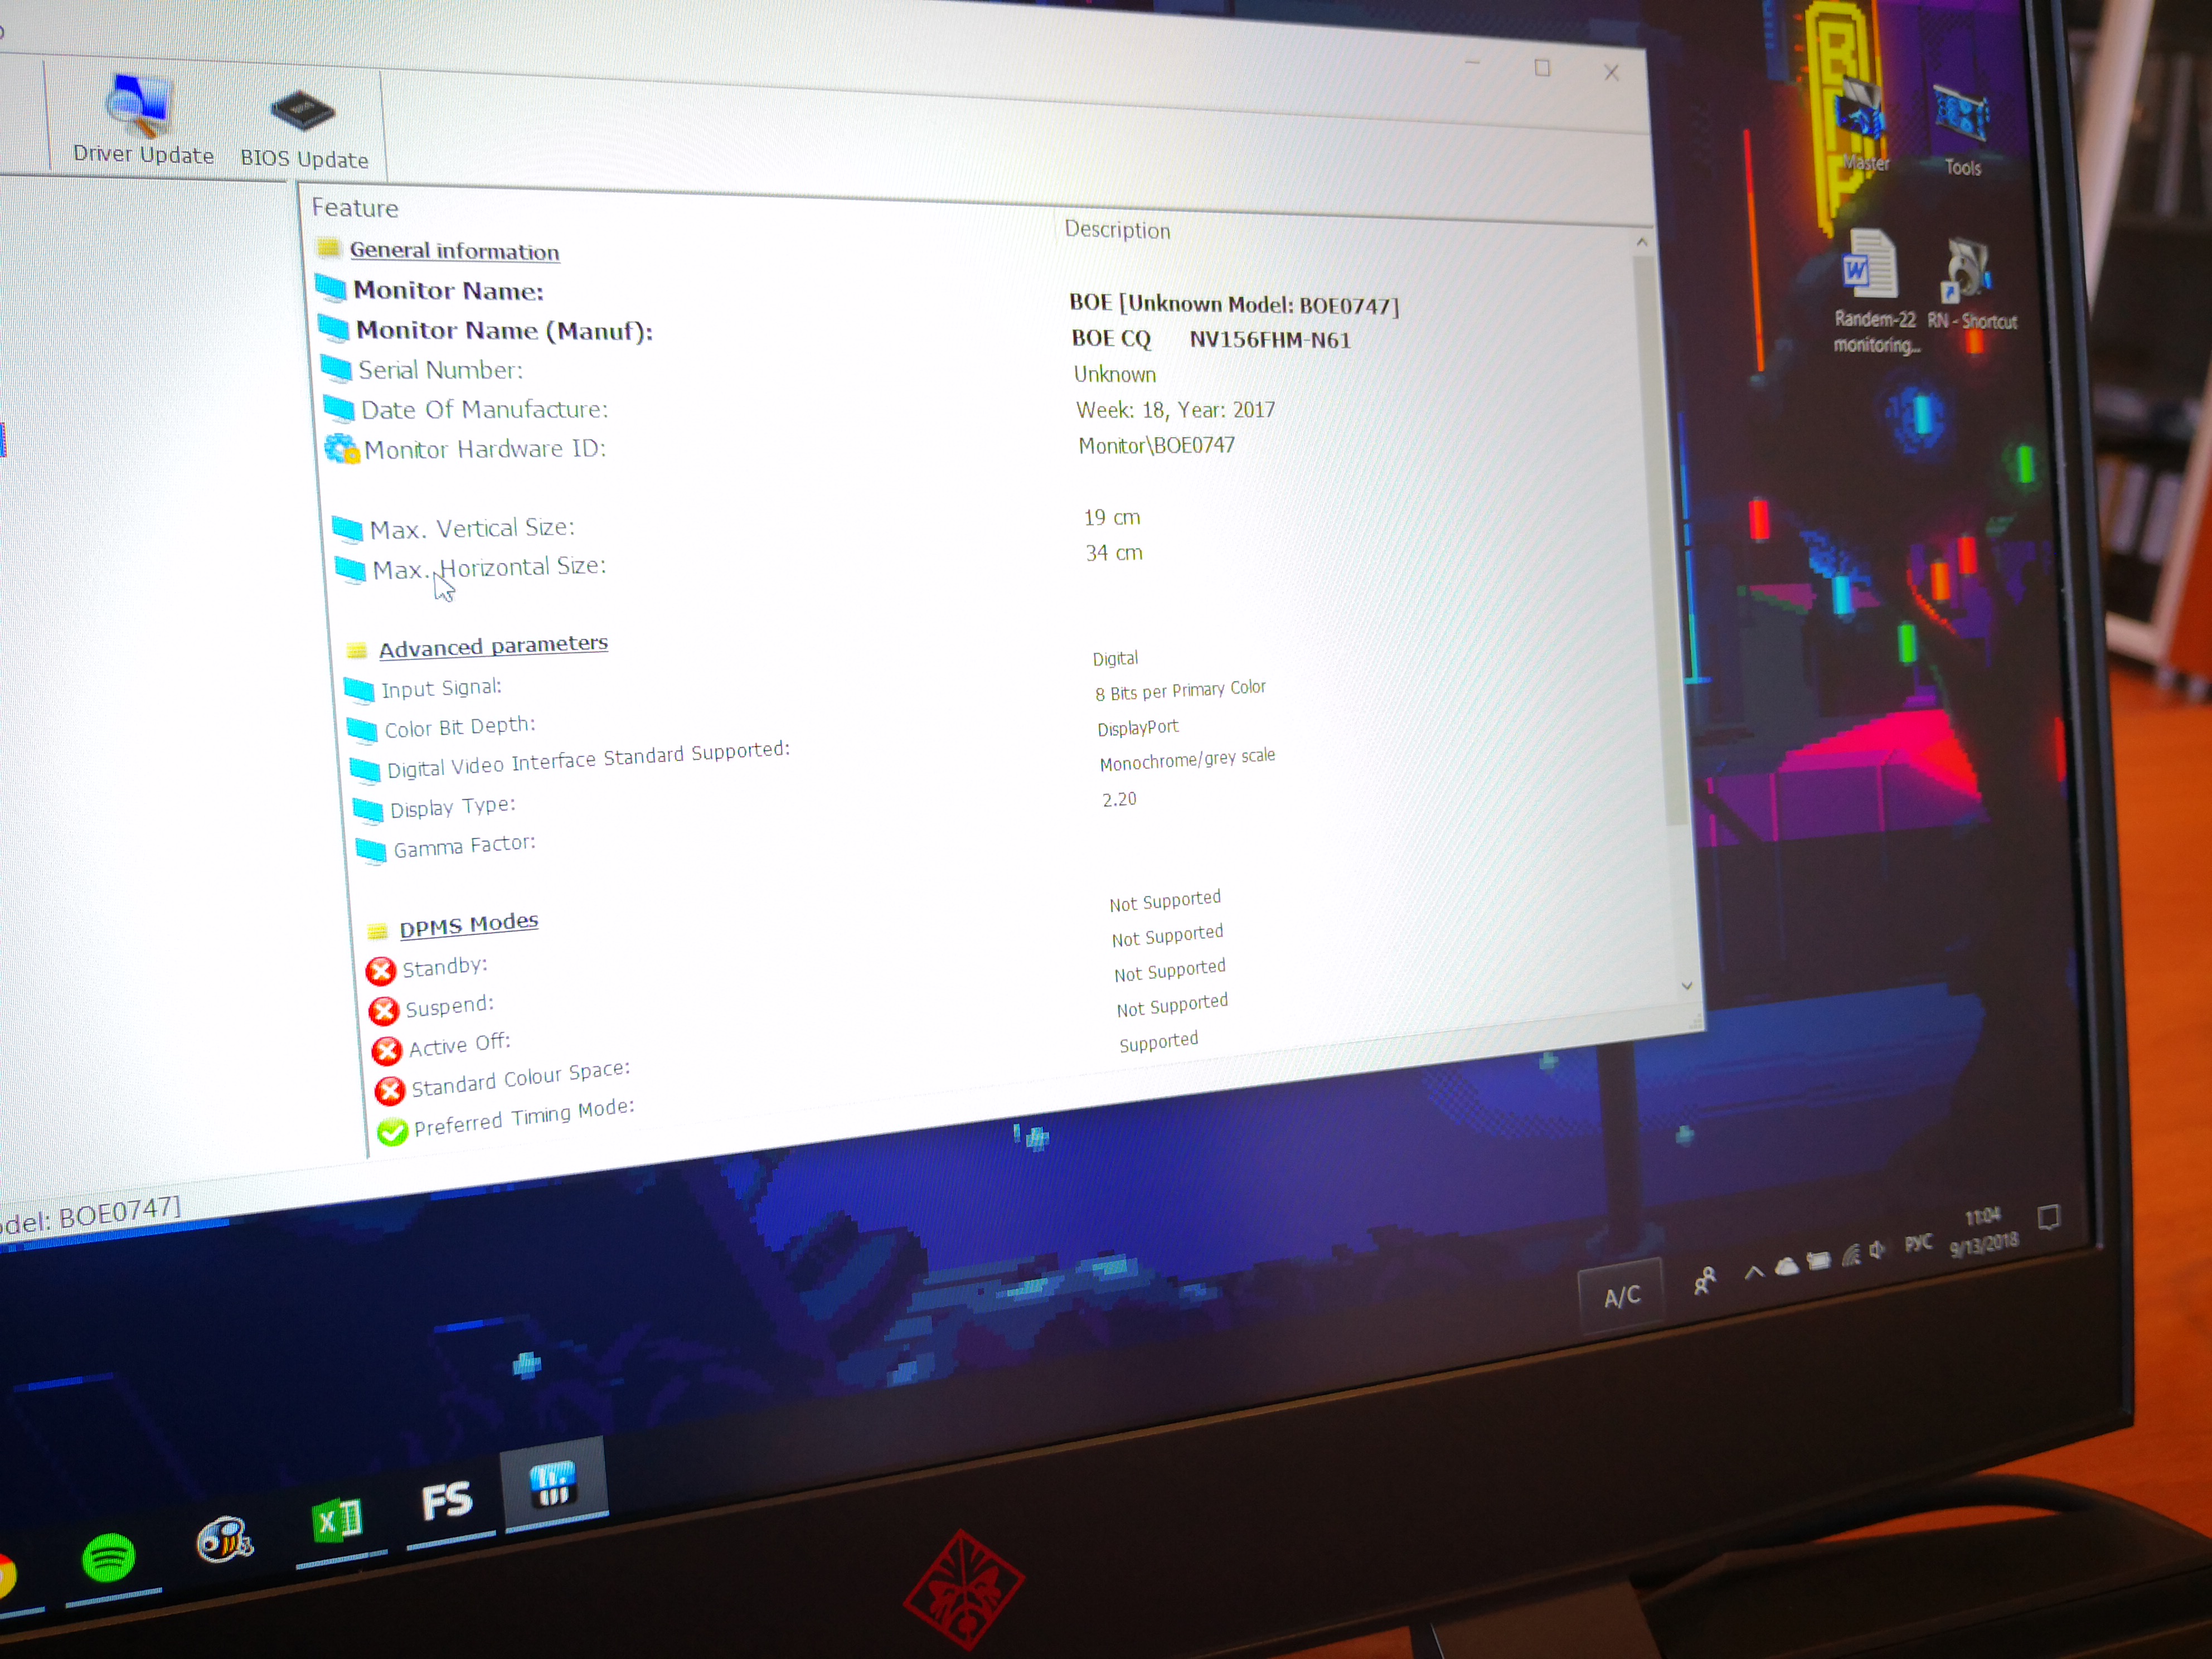 Driver Update
BIOS Update
Feature
Description
General information
Monitor Name:
BOE [Unknown Model: BOE0747]
Monitor Name (Manuf):
BOE CQ NV156FHM-N61
Serial Number:
Unknown
Date Of Manufacture:
Week: 18, Year: 2017
Monitor Hardware ID:
Monitor\BOE0747
Max. Vertical Size:
19 cm
Max. Horizontal Size:
34 cm
Advanced parameters
Input Signal:
Digital
Color Bit Depth:
8 Bits per Primary Color
Digital Video Interface Standard Supported:
DisplayPort
Display Type:
Monochrome/grey scale
Gamma Factor:
2.20
DPMS Modes
Standby:
Not Supported
Suspend:
Not Supported
Active Off:
Not Supported
Standard Colour Space:
Not Supported
Preferred Timing Mode:
Supported
odel: BOE0747]
Master
Tools
Randem-22
monitoring...
RN - Shortcut
A/C
РУС
11:04
9/13/2018
FS